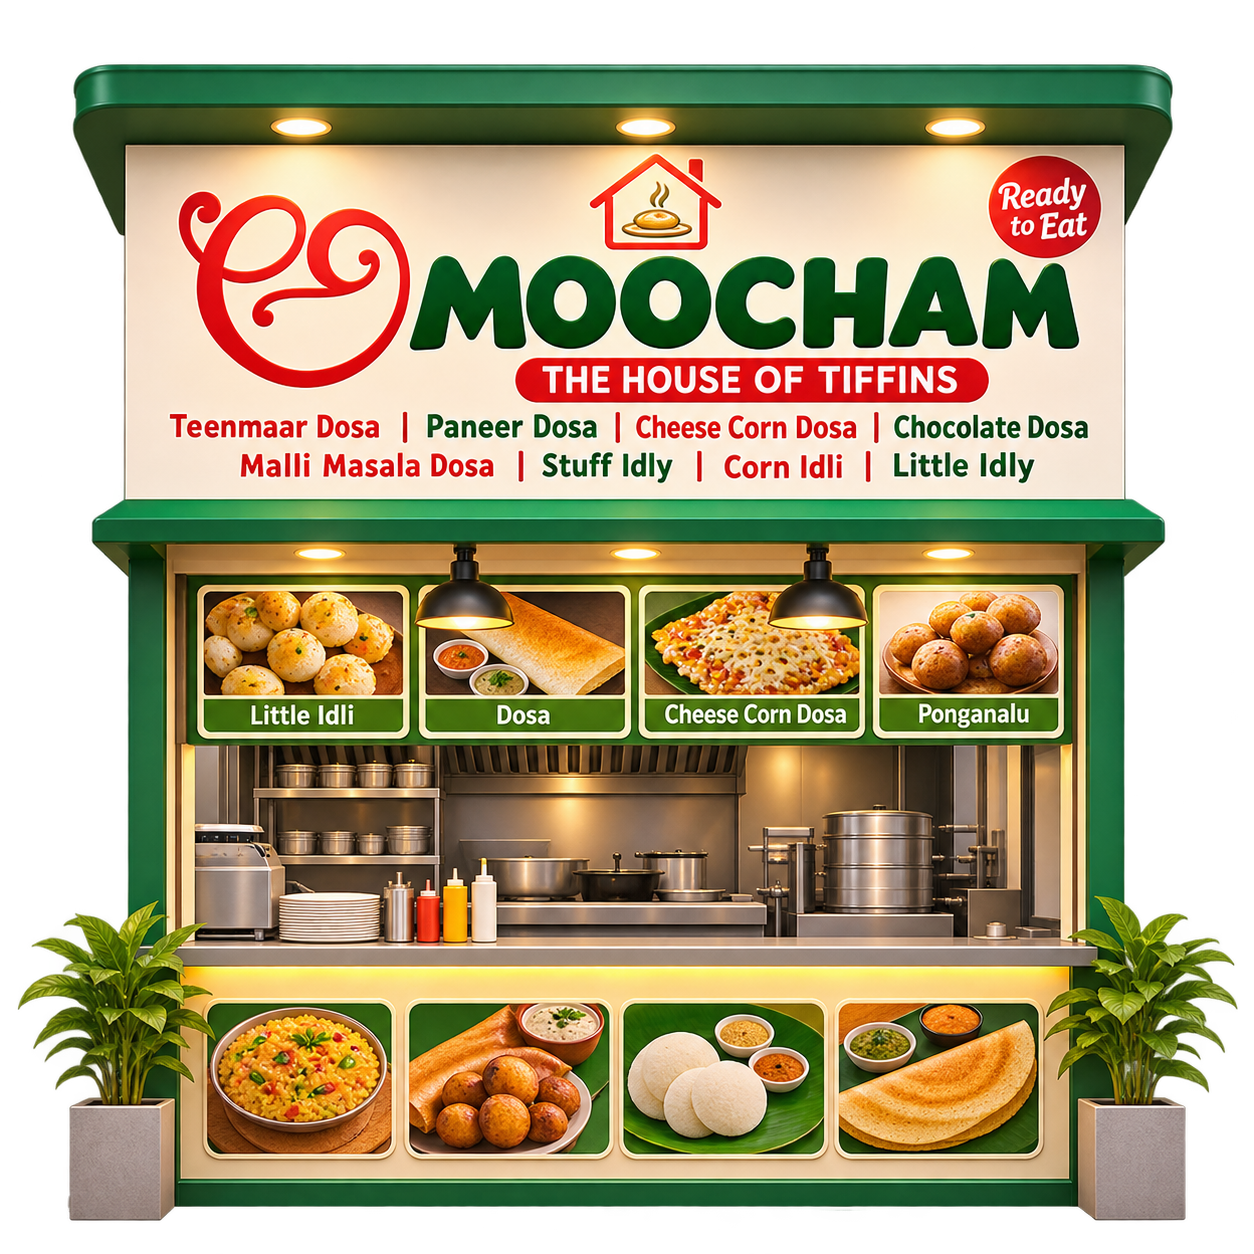 Ready
to Eat
MOOCHAM
THE HOUSE OF TIFFINS
Teenmaar Dosa | Paneer Dosa | Cheese Corn Dosa | Chocolate Dosa
Malli Masala Dosa | Stuff Idly | Corn Idli | Little Idly
Little Idli
Dosa
Cheese Corn Dosa
Ponganalu